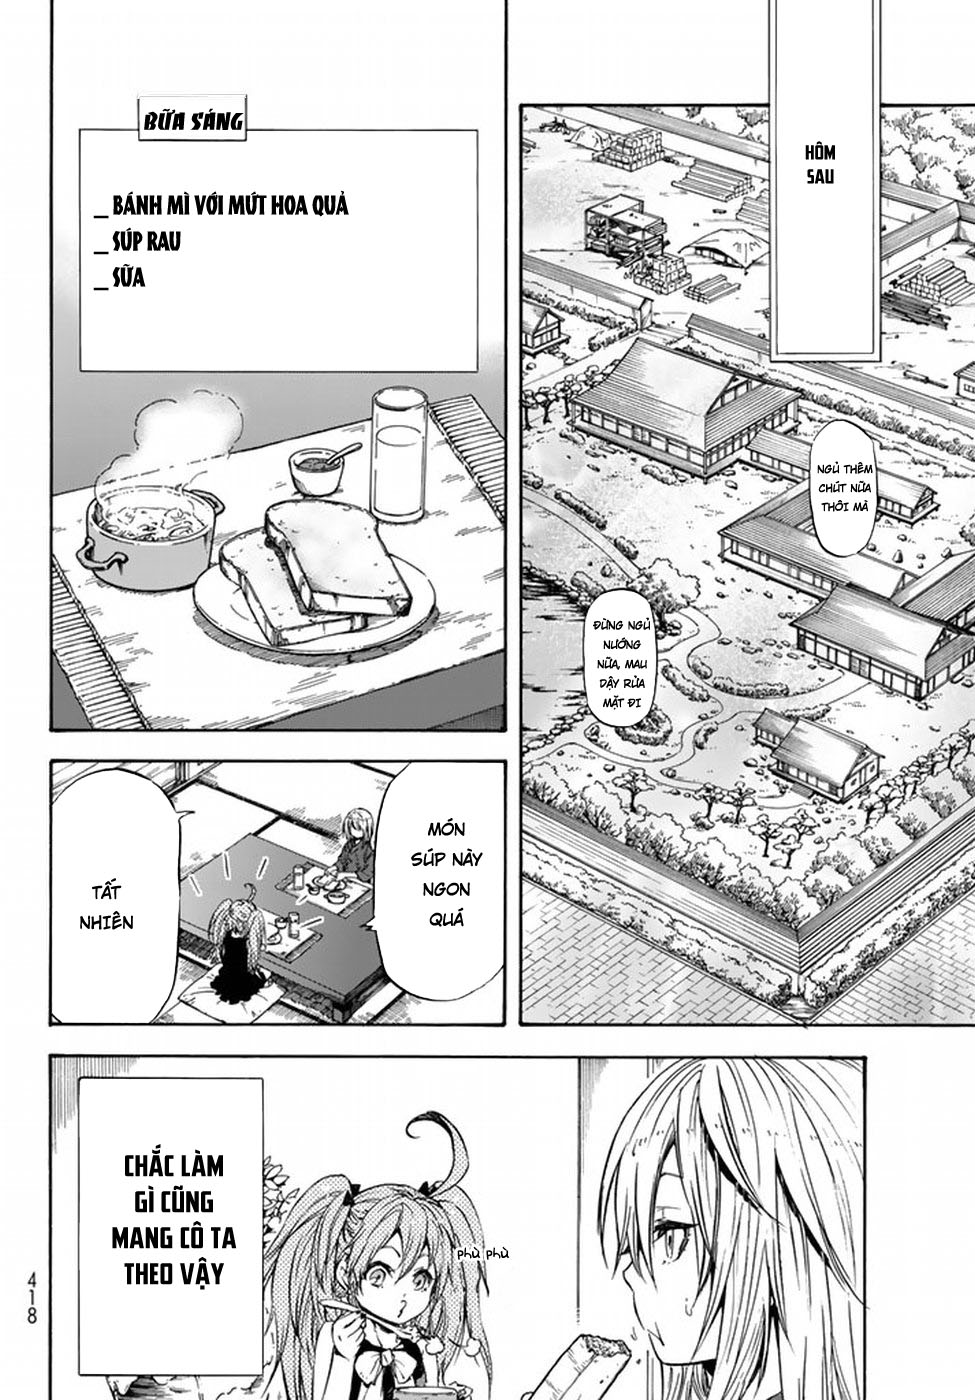 HÔM
SAU
NGỦ THÊM
CHÚT NỮA
THÔI MÀ
ĐỪNG NGỦ
NƯỚNG
NỮA, MAU
DẬY RỬA
MẶT ĐI
BỮA SÁNG
_ BÁNH MÌ VỚI MỨT HOA QUẢ
_ SÚP RAU
_ SỮA
MÓN
SÚP NÀY
NGON
QUÁ
TẤT
NHIÊN
CHẮC LÀM
GÌ CŨNG
MANG CÔ TA
THEO VẬY
phù phù
418